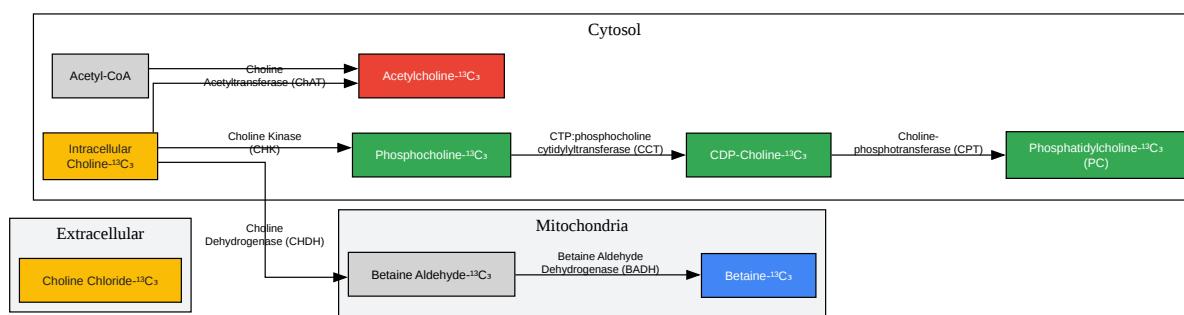 Cytosol
Acetyl-CoA
Choline
Acetyltransferase (ChAT)
Acetylcholine-¹³C₃
Intracellular
Choline-¹³C₃
Choline Kinase
(CHK)
Phosphocholine-¹³C₃
CTP:phosphocholine
cytidylyltransferase (CCT)
CDP-Choline-¹³C₃
Choline-
phosphotransferase (CPT)
Phosphatidylcholine-¹³C₃
(PC)
Extracellular
Choline Chloride-¹³C₃
Choline
Dehydrogenase (CHDH)
Mitochondria
Betaine Aldehyde-¹³C₃
Betaine Aldehyde
Dehydrogenase (BADH)
Betaine-¹³C₃